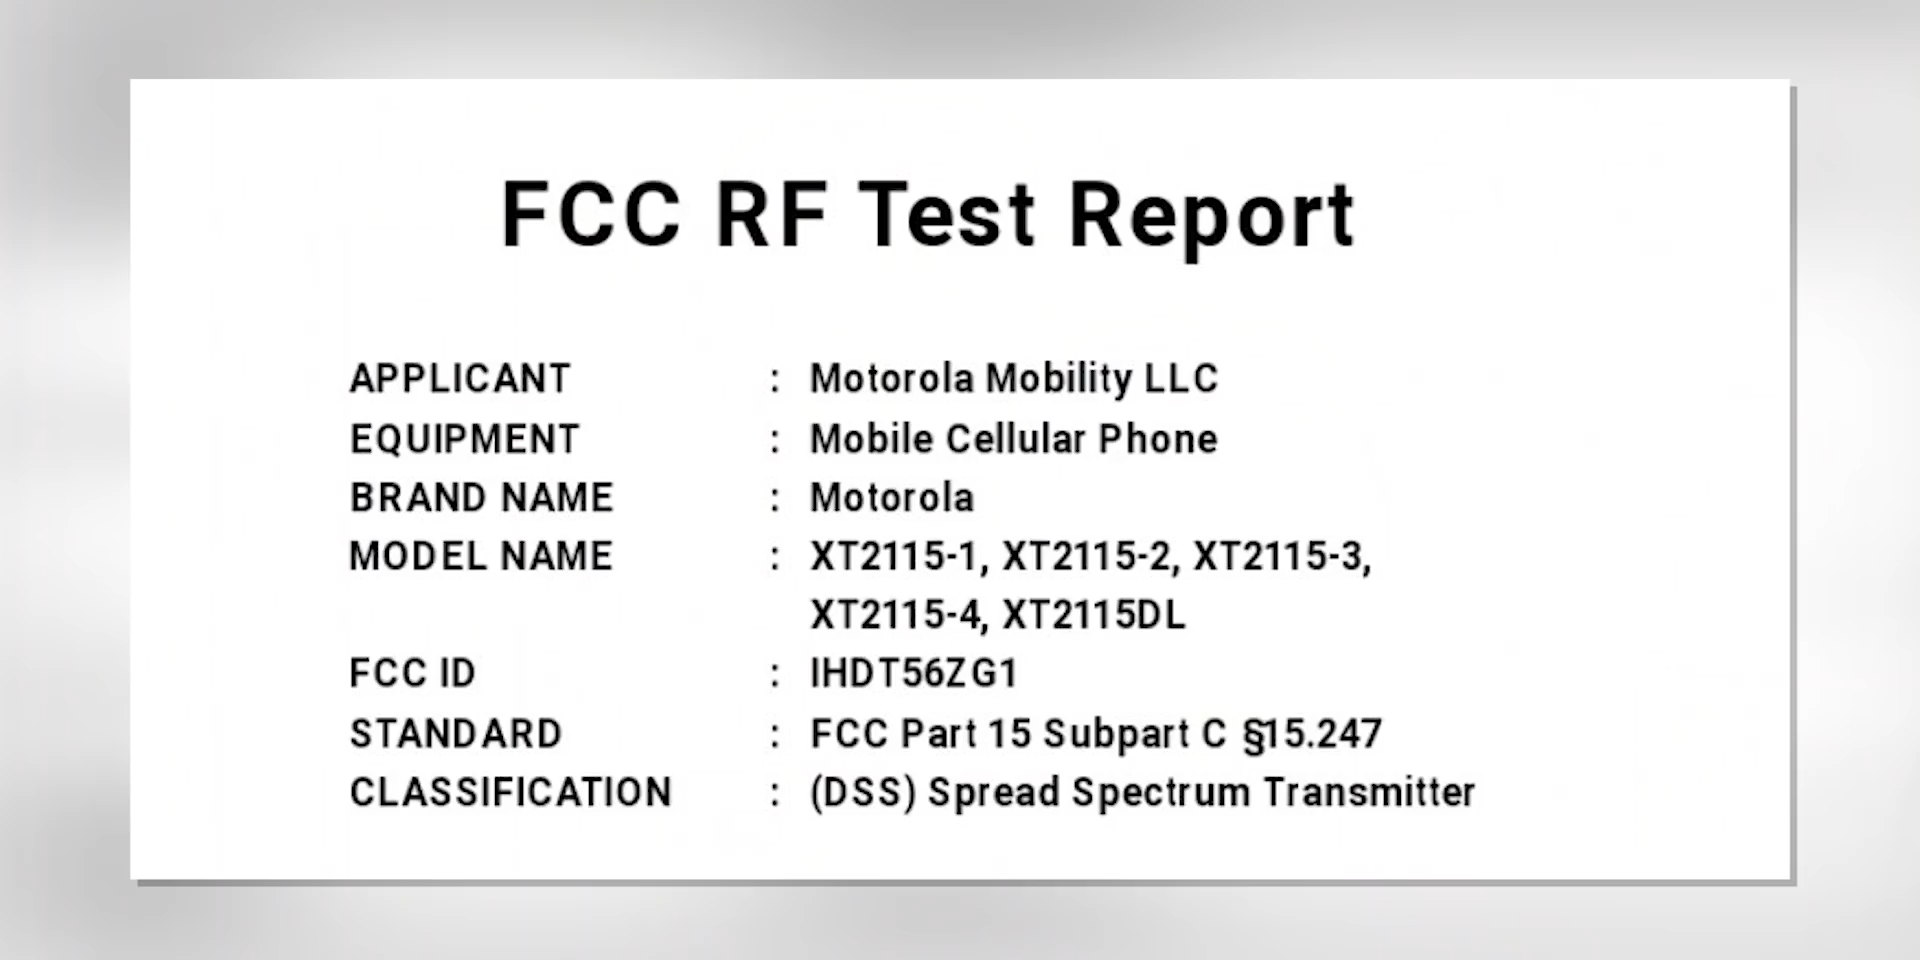 FCC RF Test Report
APPLICANT : Motorola Mobility LLC
EQUIPMENT : Mobile Cellular Phone
BRAND NAME : Motorola
MODEL NAME : XT2115-1, XT2115-2, XT2115-3,
XT2115-4, XT2115DL
FCC ID : IHDT56ZG1
STANDARD : FCC Part 15 Subpart C §15.247
CLASSIFICATION : (DSS) Spread Spectrum Transmitter